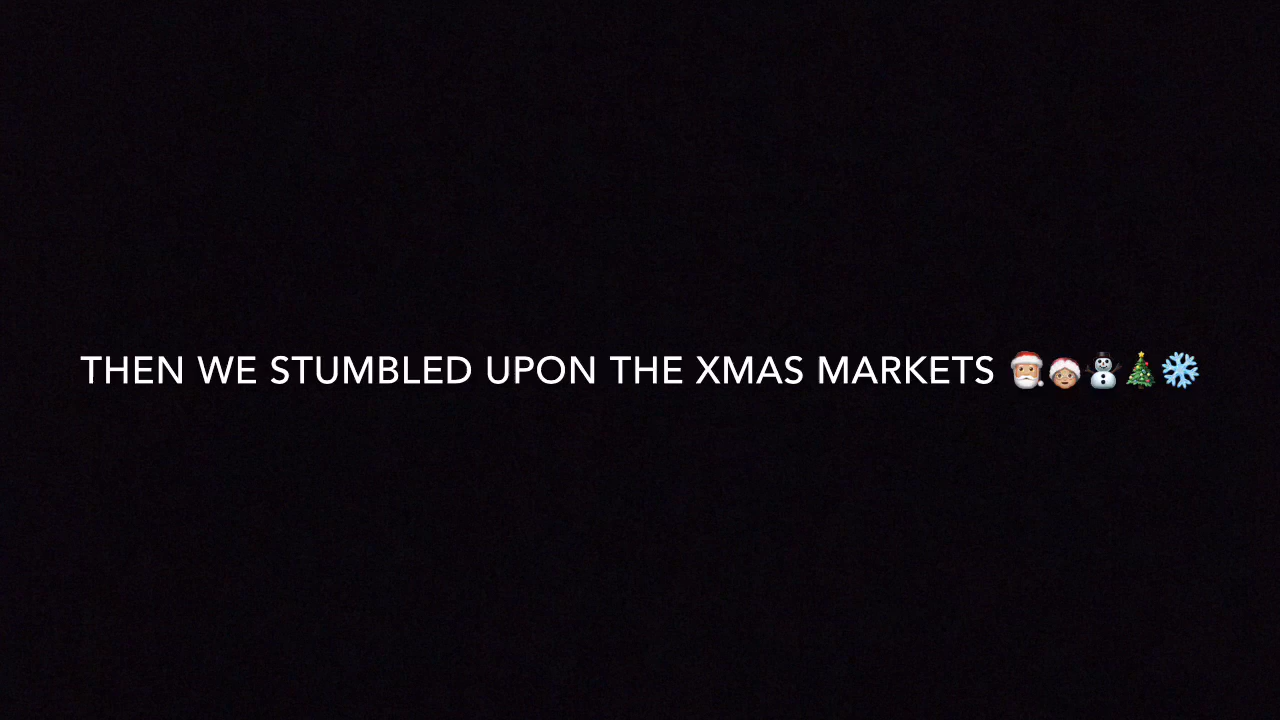 THEN WE STUMBLED UPON THE XMAS MARKETS 🎅🏼🤶🏼⛄🎄❄️